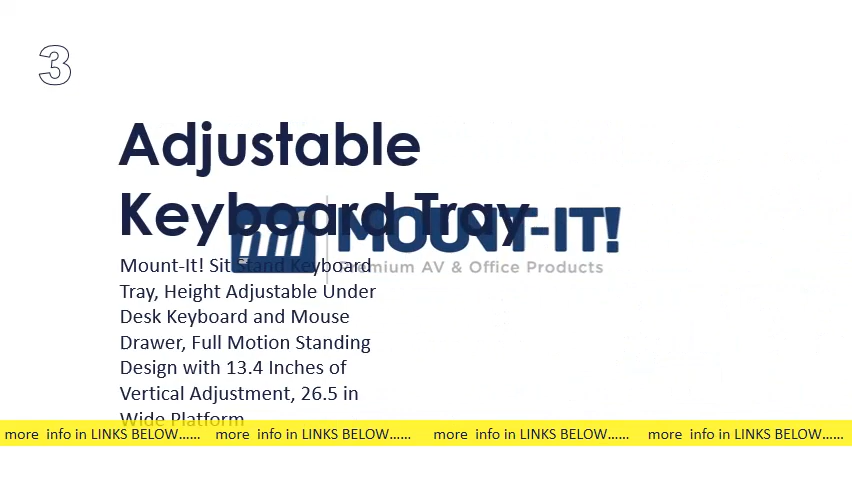 3
Adjustable
Keyboard Tray
MOUNT-IT!
Premium AV & Office Products
Mount-It! Sit Stand Keyboard
Tray, Height Adjustable Under
Desk Keyboard and Mouse
Drawer, Full Motion Standing
Design with 13.4 Inches of
Vertical Adjustment, 26.5 in
Wide Platform
more info in LINKS BELOW...... more info in LINKS BELOW...... more info in LINKS BELOW...... more info in LINKS BELOW......